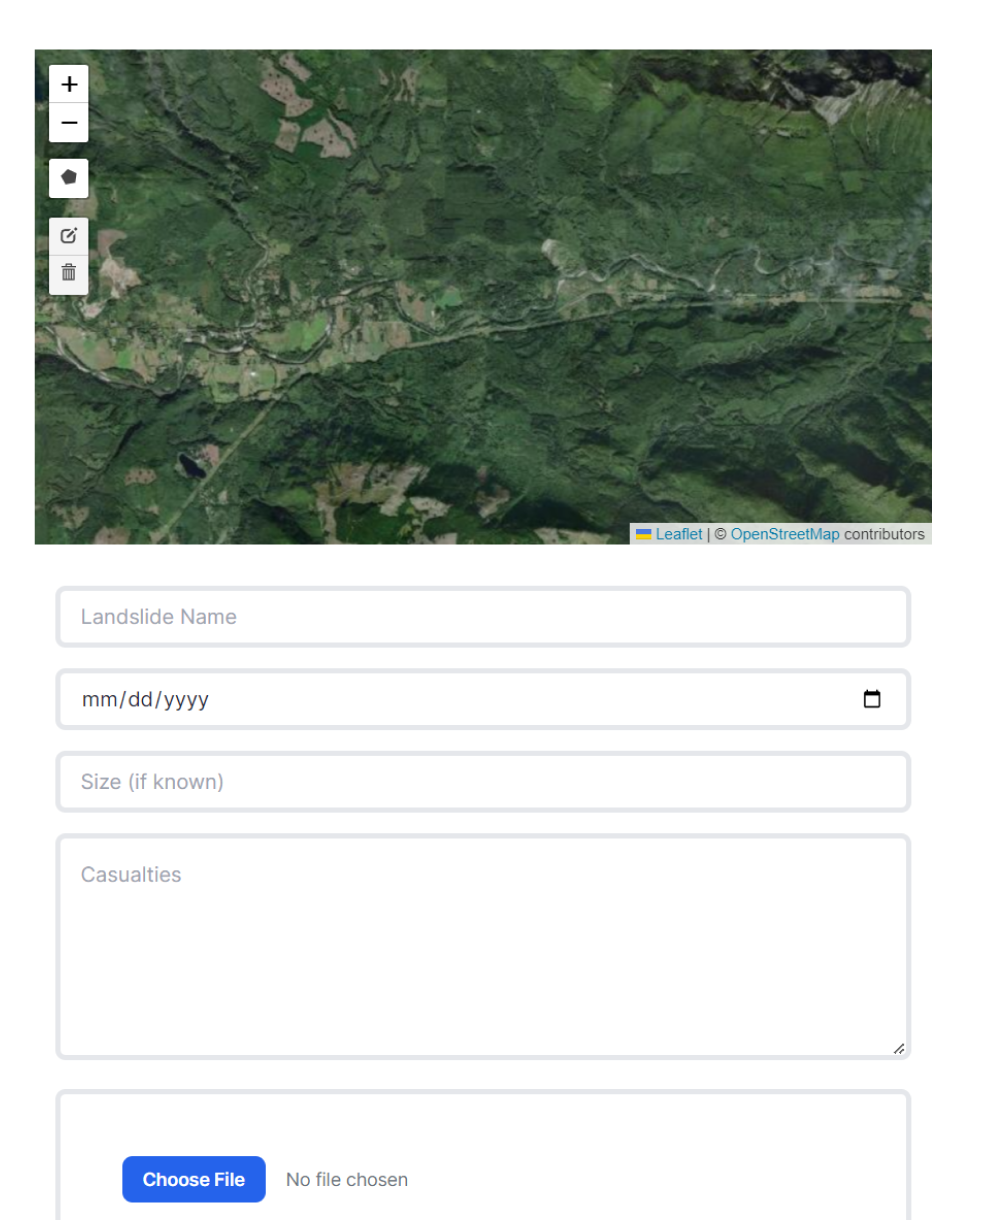 +
−
Leaflet | © OpenStreetMap contributors
Landslide Name
mm/dd/yyyy
Size (if known)
Casualties
Choose File No file chosen